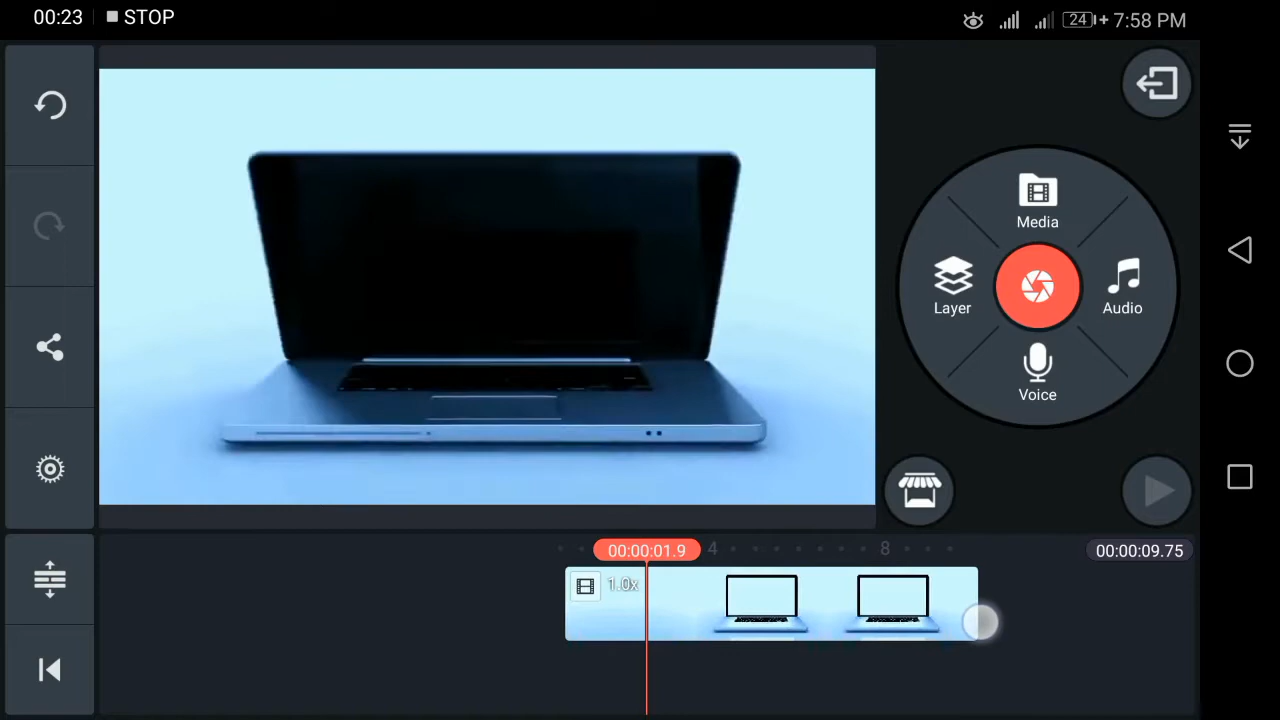 00:23 STOP
24 7:58 PM
Media
Layer
Audio
Voice
00:00:01.9 4 8 00:00:09.75
1.0x